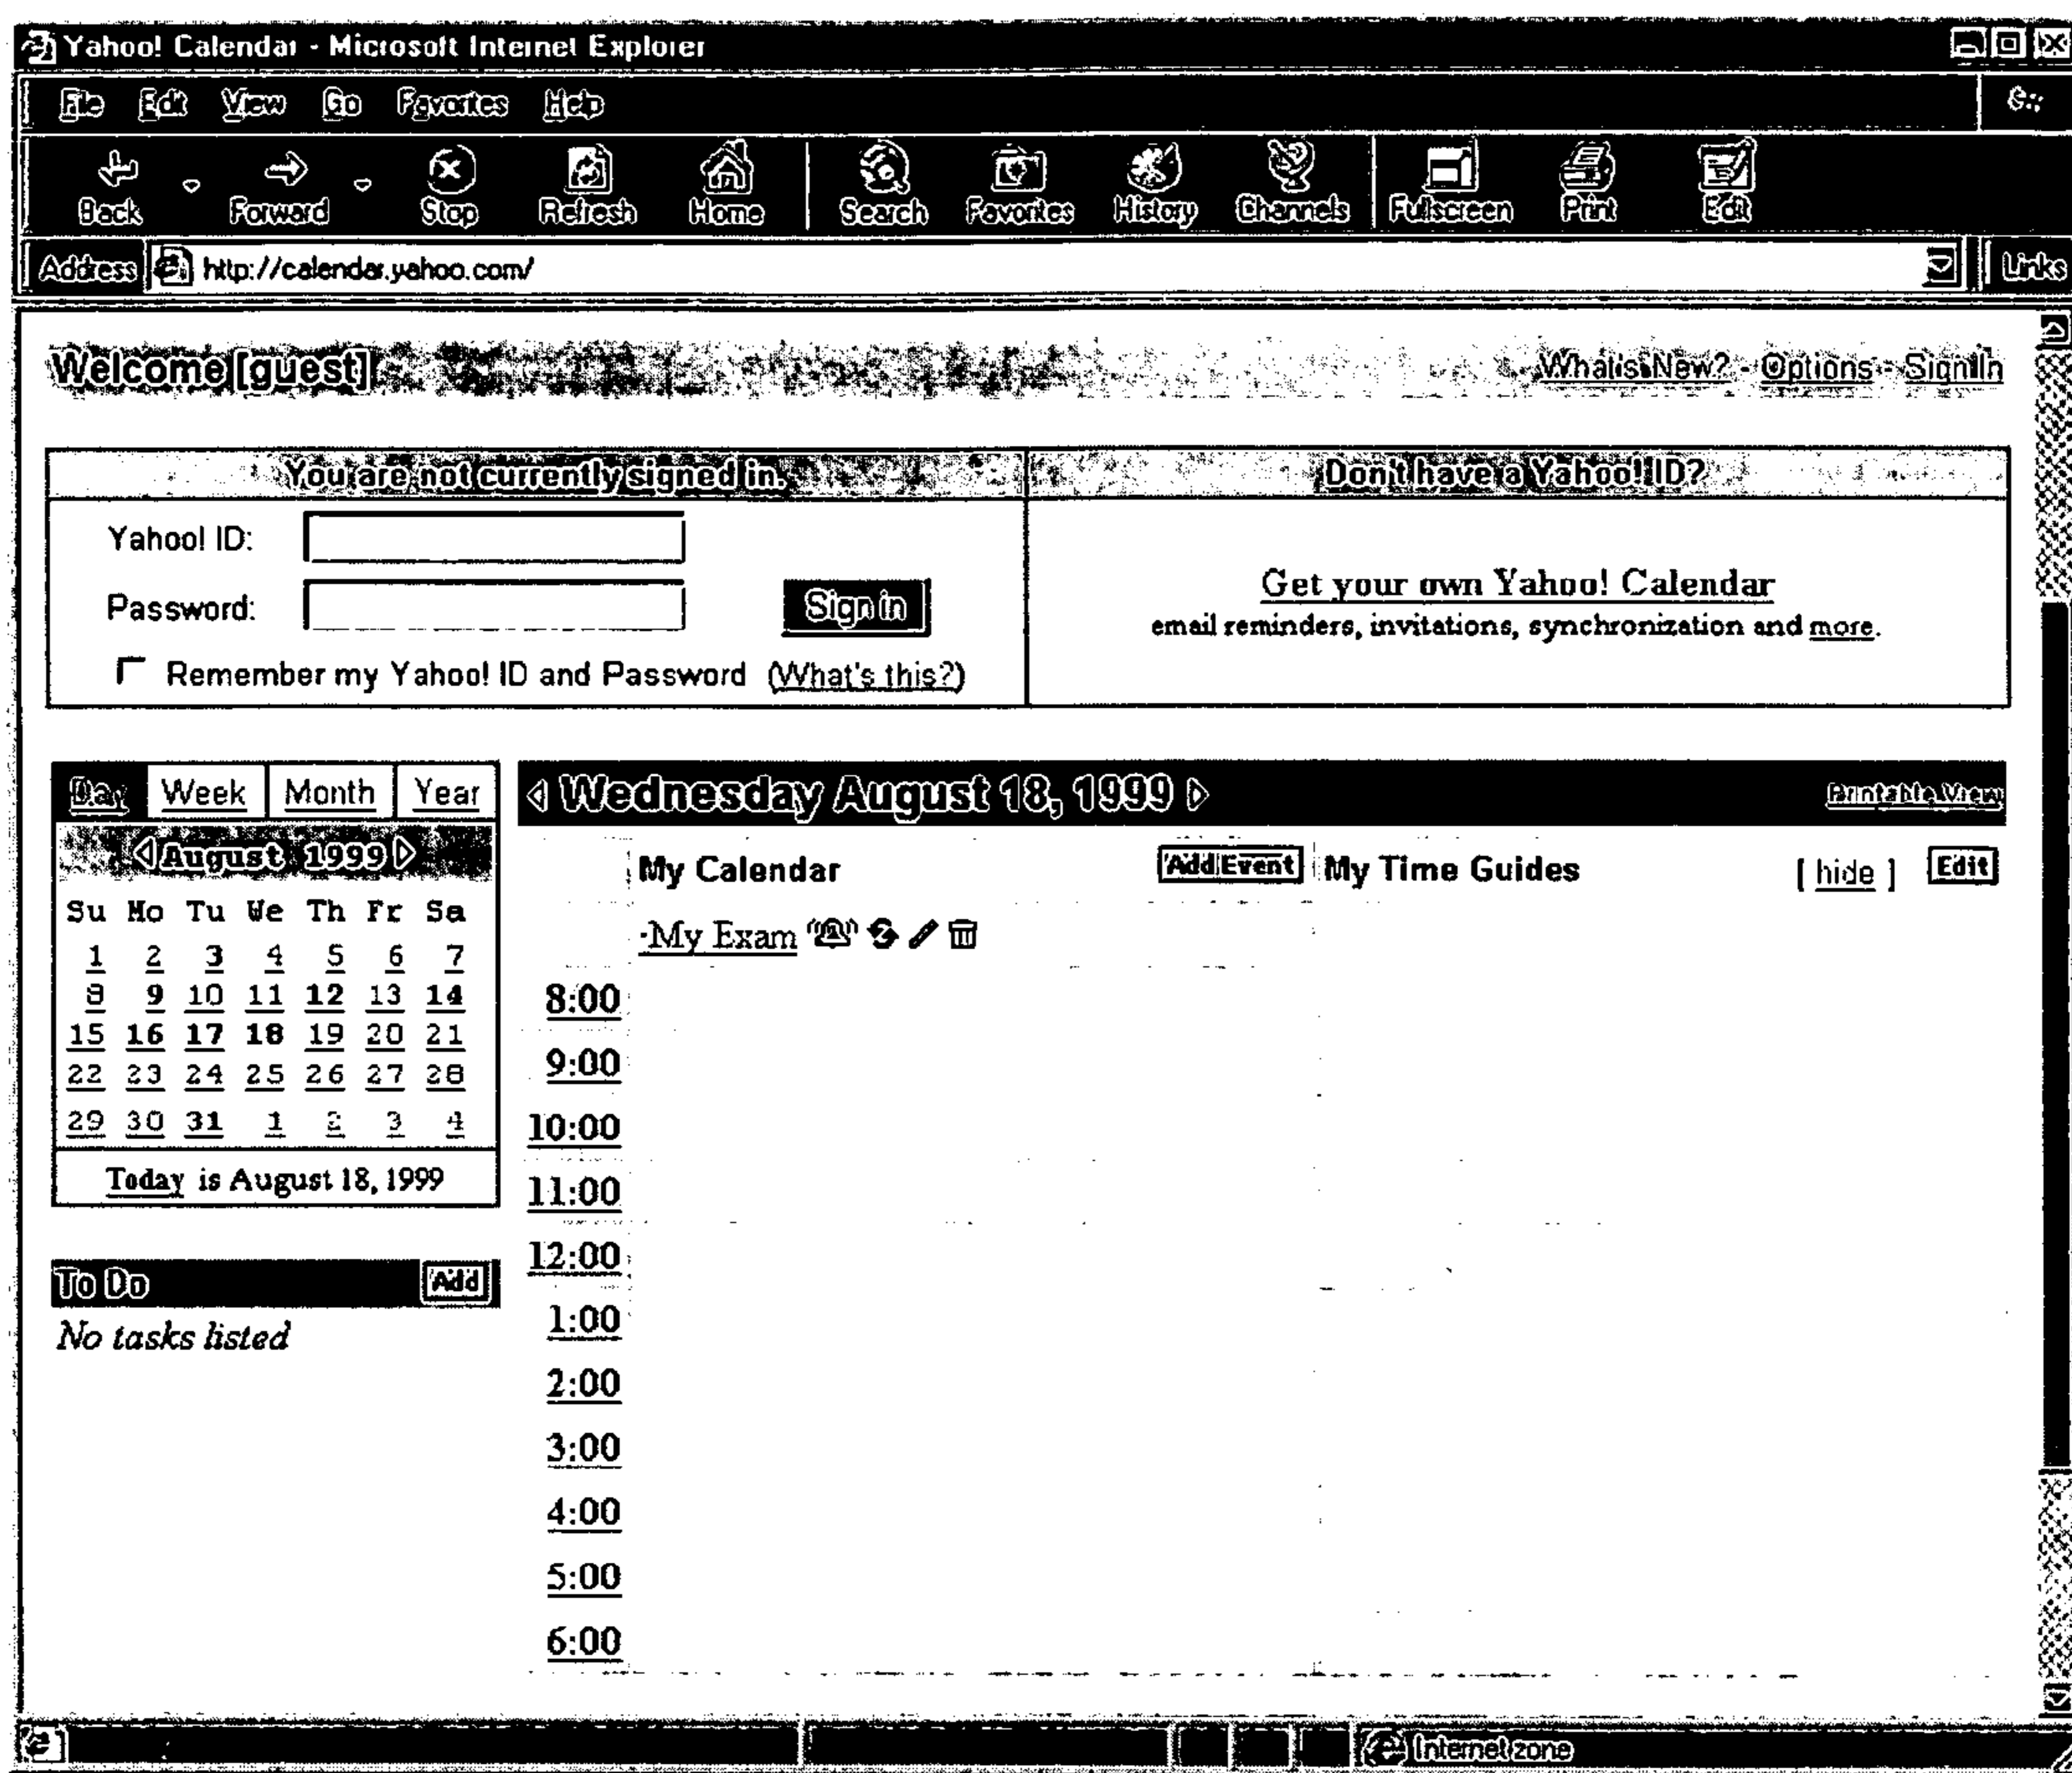 Yahoo! Calendar - Microsoft Internet Explorer
File Edit View Go Favorites Help
Back Forward Stop Refresh Home Search Favorites History Channels Fullscreen Print Edit
Address http://calendar.yahoo.com/ Links
Welcome [guest] What's New? - Options - Sign In
You are not currently signed in. Don't have a Yahoo! ID?
Yahoo! ID:
Password: Sign in
Remember my Yahoo! ID and Password (What's this?)
Get your own Yahoo! Calendar
email reminders, invitations, synchronization and more.
Day Week Month Year
August 1999
Su Mo Tu We Th Fr Sa
1 2 3 4 5 6 7
8 9 10 11 12 13 14
15 16 17 18 19 20 21
22 23 24 25 26 27 28
29 30 31 1 2 3 4
Today is August 18, 1999
To Do Add
No tasks listed
Wednesday August 18, 1999 Printable View
My Calendar Add Event My Time Guides [ hide ] Edit
·My Exam
8:00
9:00
10:00
11:00
12:00
1:00
2:00
3:00
4:00
5:00
6:00
Internet zone